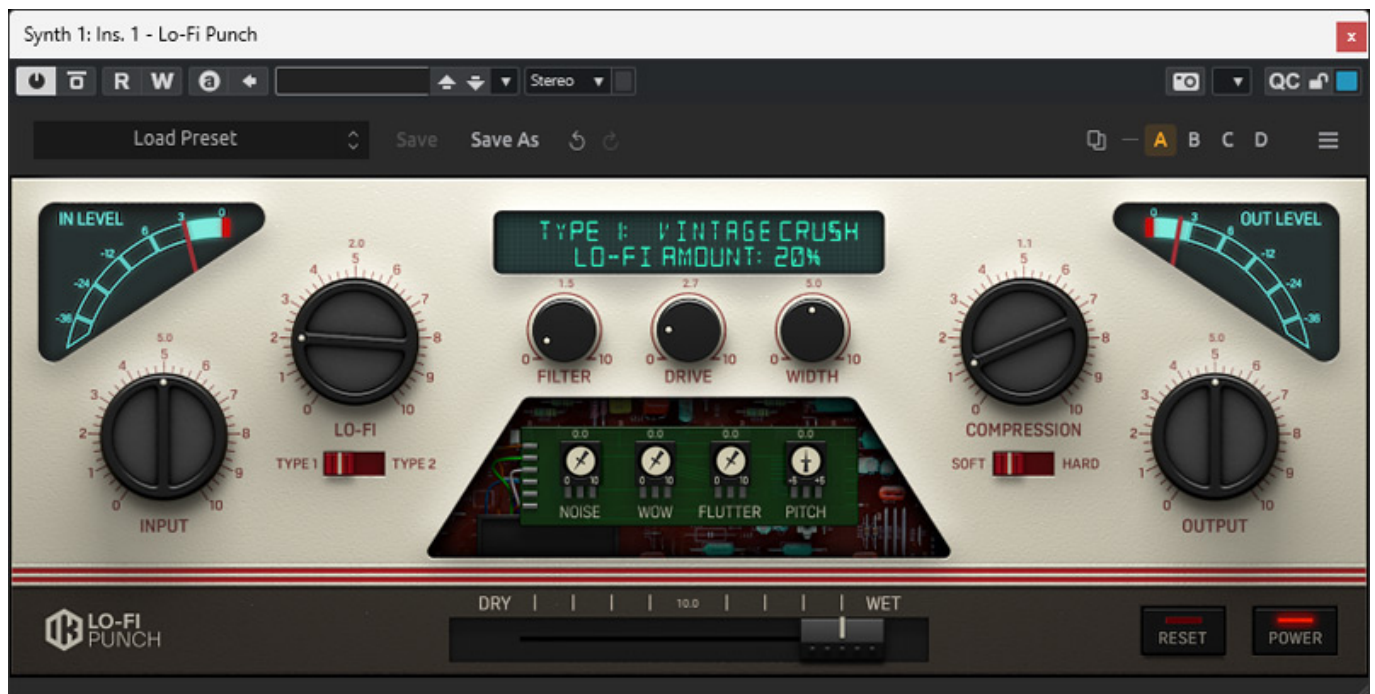 Synth 1: Ins. 1 - Lo-Fi Punch
x
R W a Stereo QC
Load Preset Save Save As A B C D
IN LEVEL
-36 -24 -12 6 3 0
TYPE 1: VINTAGE CRUSH
LO-FI AMOUNT: 20%
OUT LEVEL
0 3 6 -12 -24 -36
5.0
0 1 2 3 4 5 6 7 8 9 10
INPUT
2.0
0 1 2 3 4 5 6 7 8 9 10
LO-FI
TYPE 1 TYPE 2
1.5
0 10
FILTER
2.7
0 10
DRIVE
5.0
0 10
WIDTH
0.0
0 10
NOISE
0.0
0 10
WOW
0.0
0 10
FLUTTER
0.0
-6 +6
PITCH
1.1
0 1 2 3 4 5 6 7 8 9 10
COMPRESSION
SOFT HARD
5.0
0 1 2 3 4 5 6 7 8 9 10
OUTPUT
DRY 10.0 WET
LO-FI
PUNCH
RESET
POWER